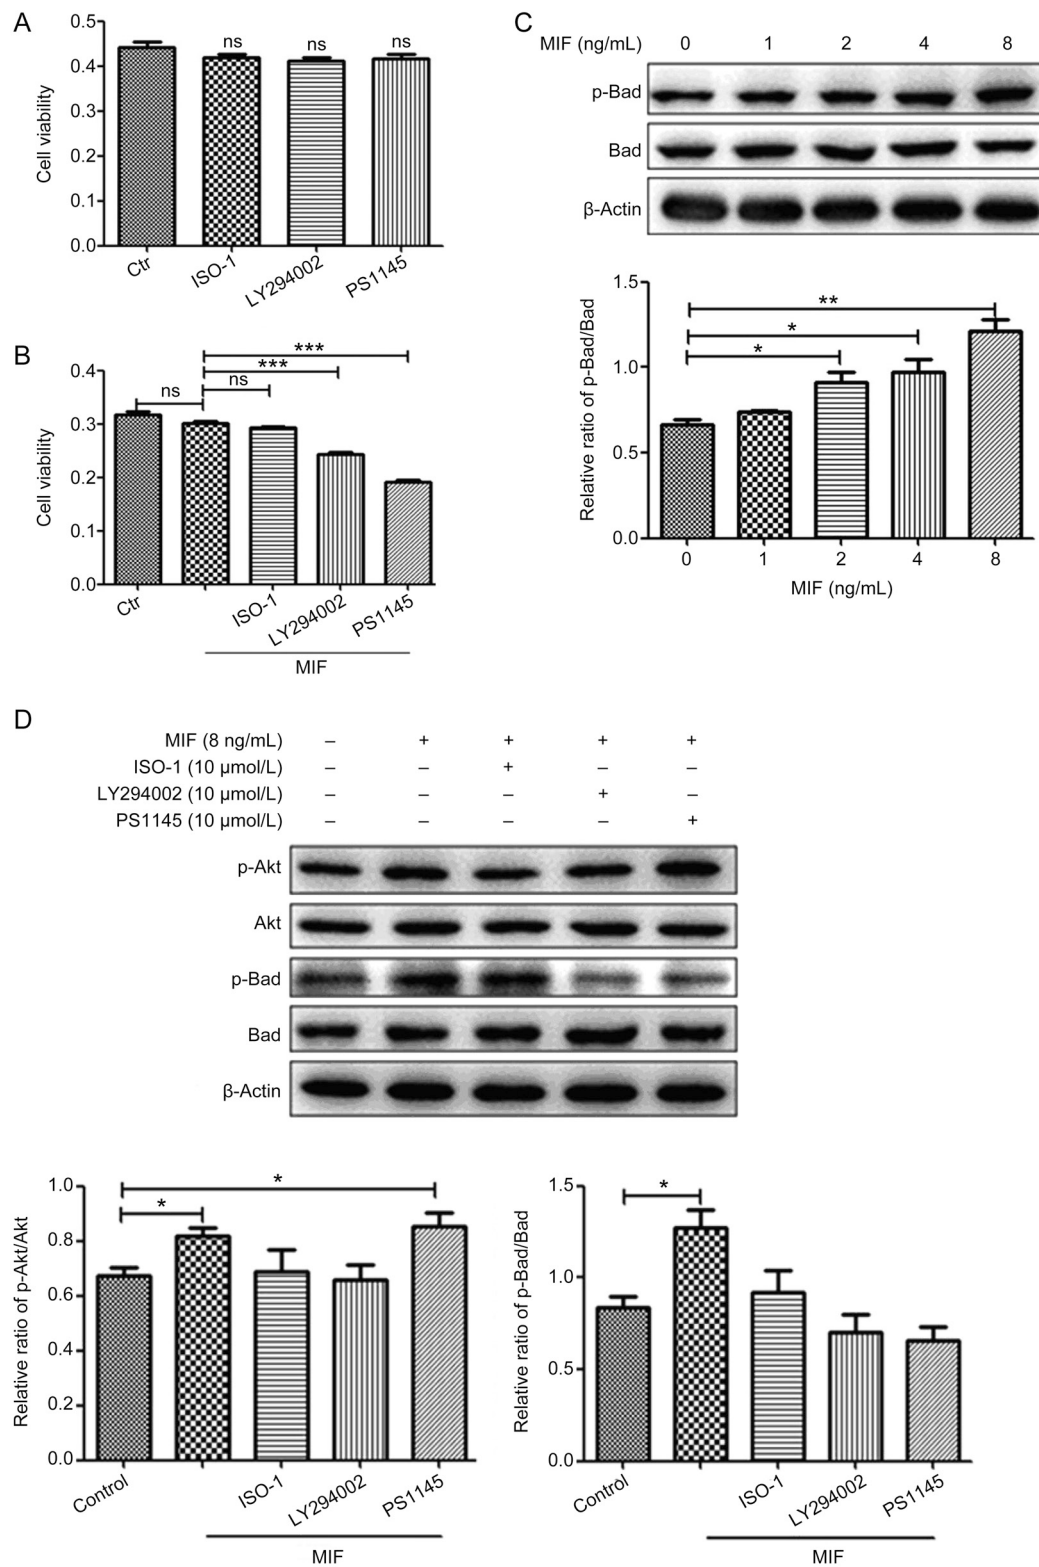 A
0.5
0.4
0.3
0.2
0.1
0.0
Cell viability
ns
ns
ns
Ctr
ISO-1
LY294002
PS1145
B
0.4
0.3
0.2
0.1
0.0
Cell viability
ns
ns
***
***
Ctr
ISO-1
LY294002
PS1145
MIF
C
MIF (ng/mL) 0 1 2 4 8
p-Bad
Bad
β-Actin
1.5
1.0
0.5
0.0
Relative ratio of p-Bad/Bad
*
*
**
0 1 2 4 8
MIF (ng/mL)
D
MIF (8 ng/mL) – + + + +
ISO-1 (10 μmol/L) – – + – –
LY294002 (10 μmol/L) – – – + –
PS1145 (10 μmol/L) – – – – +
p-Akt
Akt
p-Bad
Bad
β-Actin
1.0
0.8
0.6
0.4
0.2
0.0
Relative ratio of p-Akt/Akt
*
*
Control
ISO-1
LY294002
PS1145
MIF
1.5
1.0
0.5
0.0
Relative ratio of p-Bad/Bad
*
Control
ISO-1
LY294002
PS1145
MIF